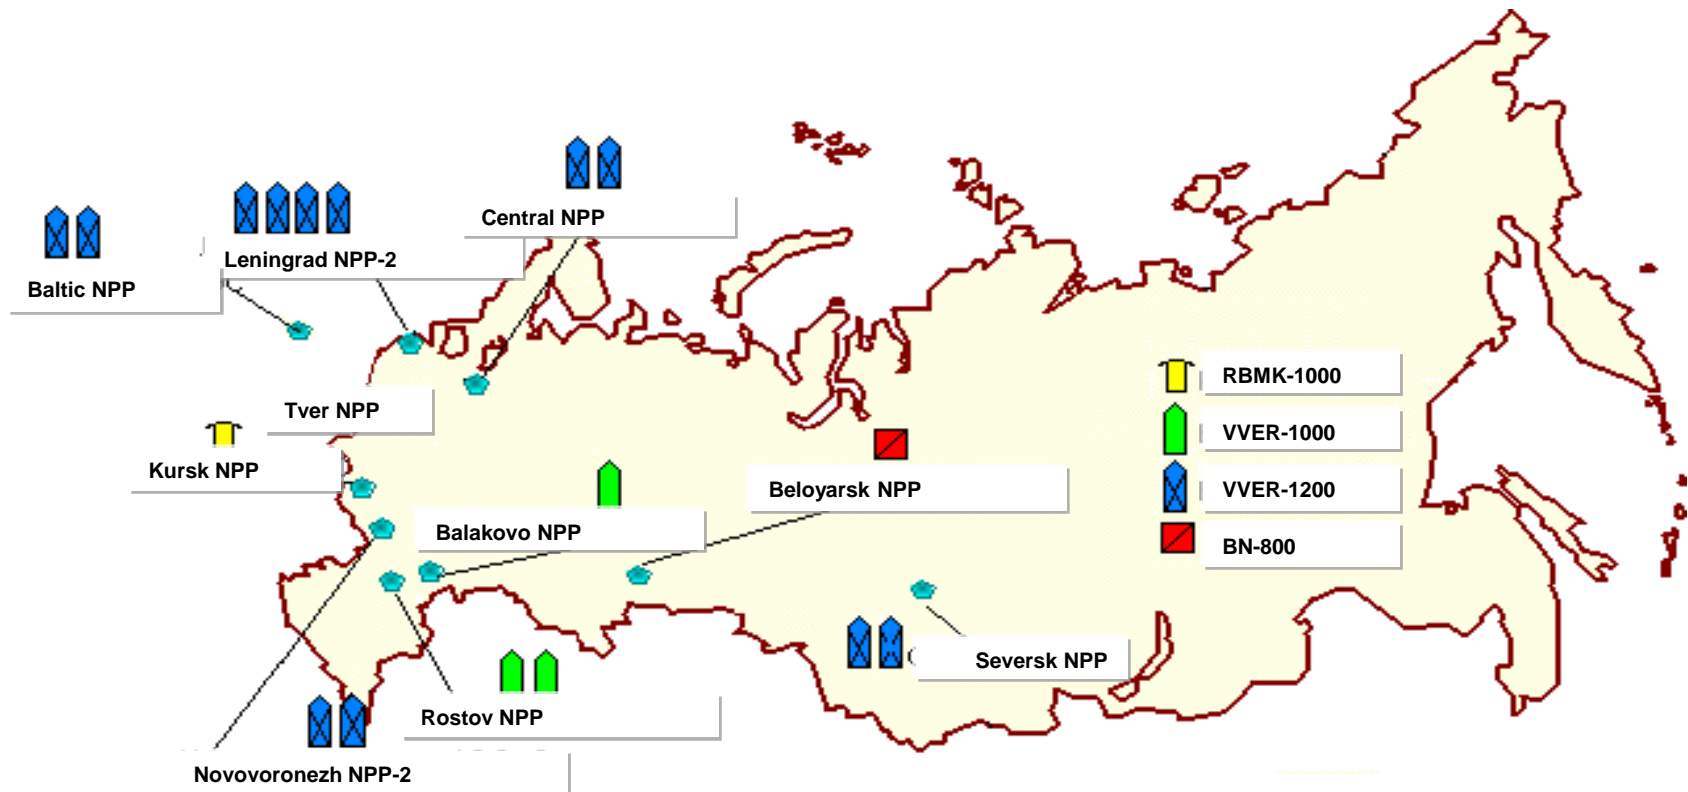 Central NPP
Leningrad NPP-2
Baltic NPP
Tver NPP
Kursk NPP
Balakovo NPP
Beloyarsk NPP
RBMK-1000
VVER-1000
VVER-1200
BN-800
Seversk NPP
Rostov NPP
Novovoronezh NPP-2